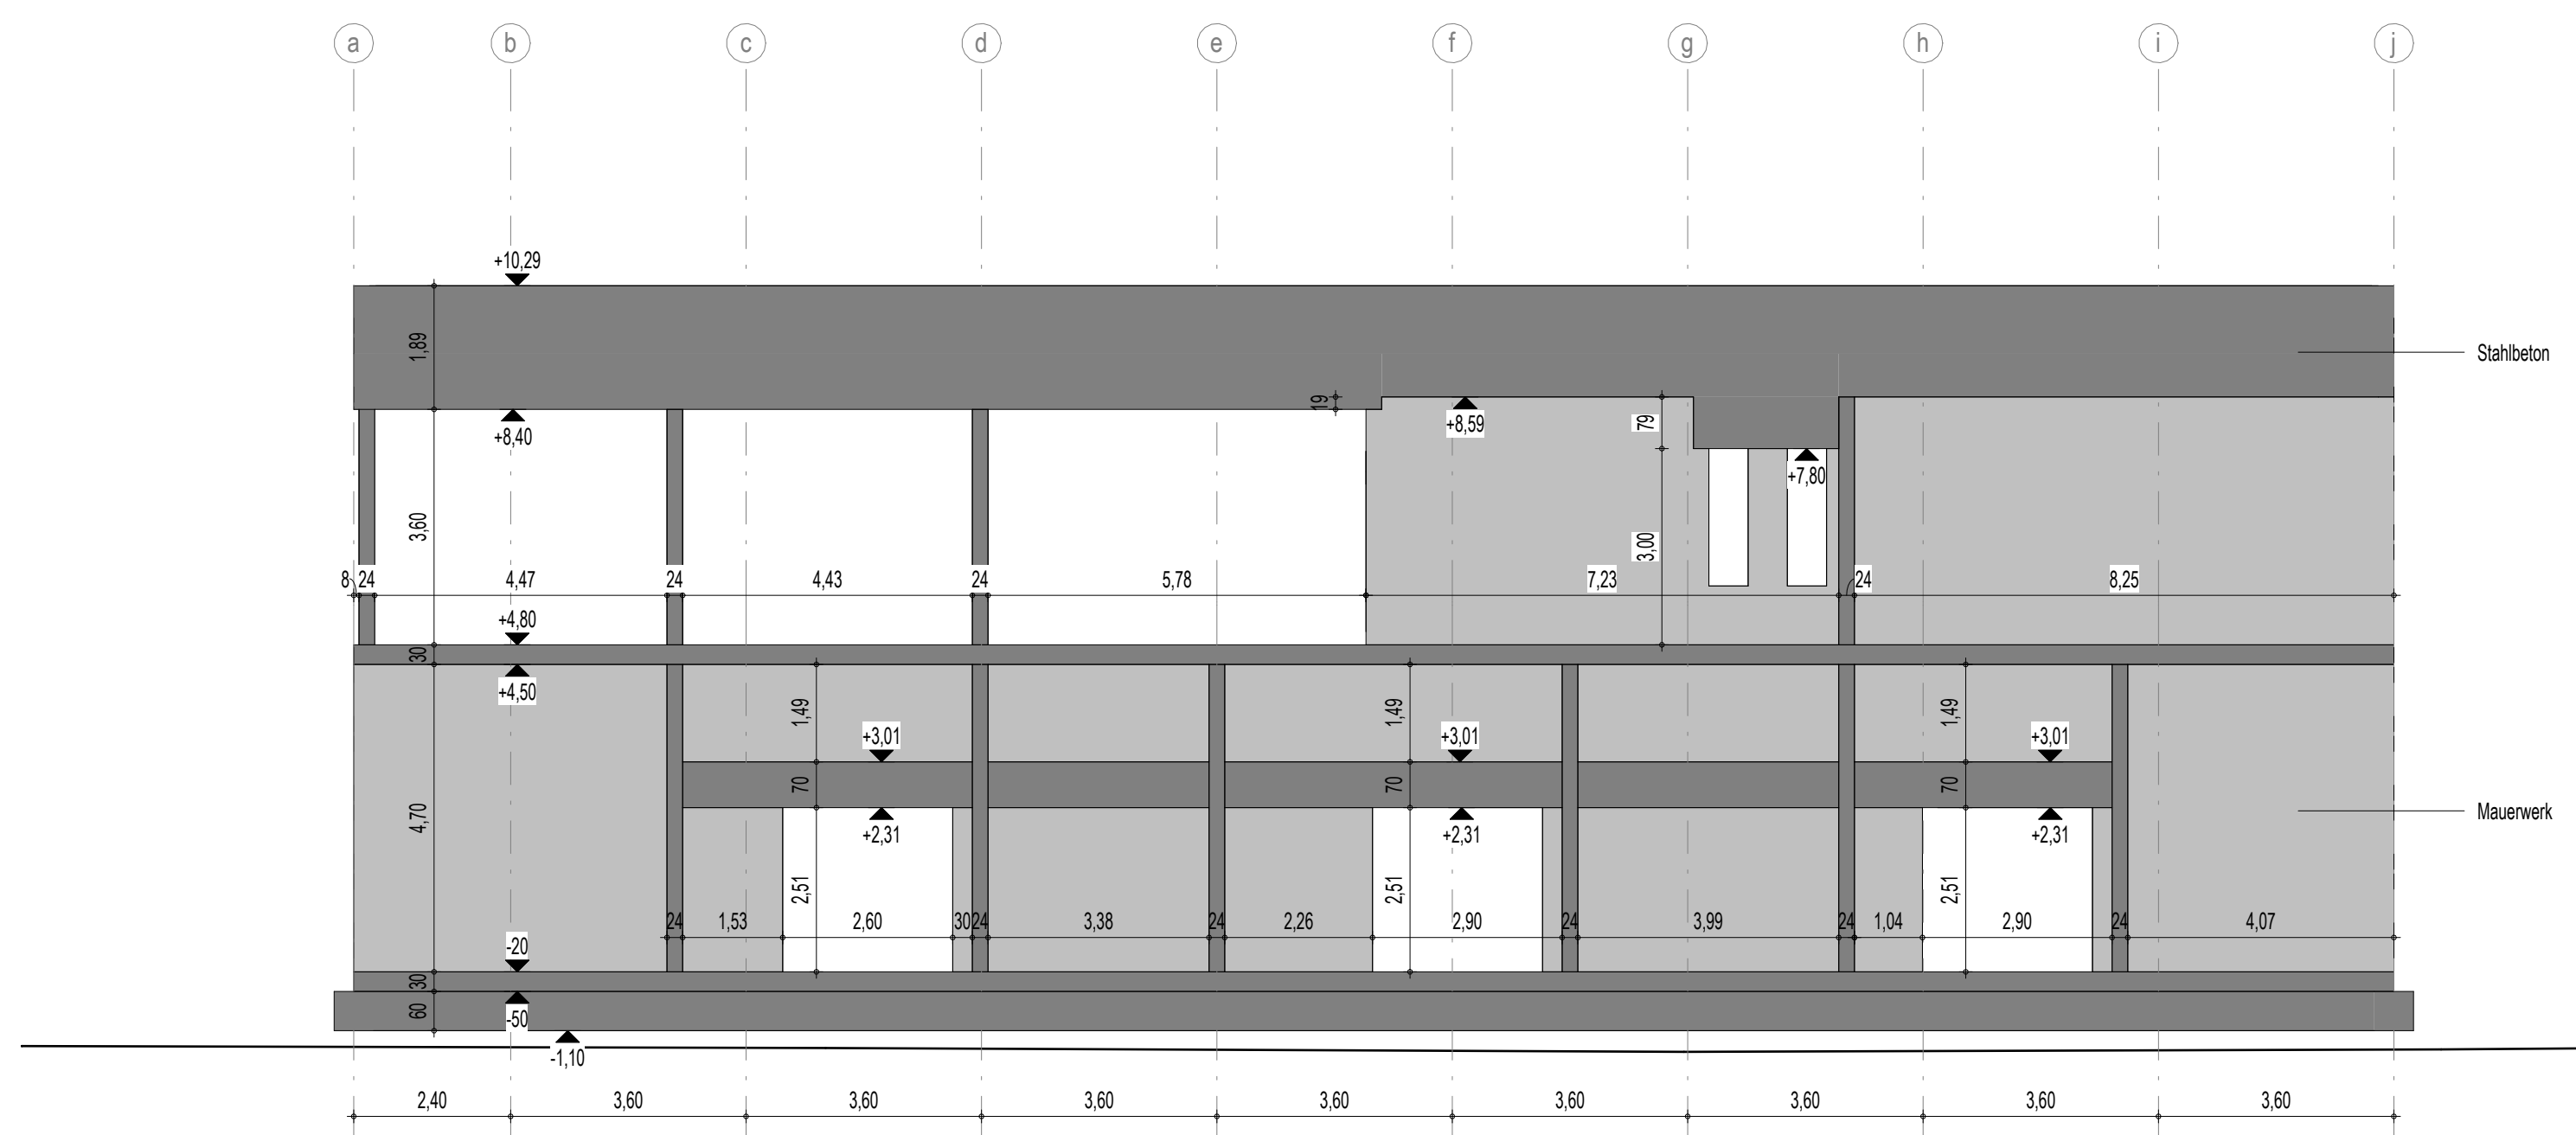 a b c d e f g h i j
+10,29
1,89
Stahlbeton
19
+8,40
+8,59
79
+7,80
3,60
3,00
8 24 4,47 24 4,43 24 5,78 7,23 24 8,25
+4,80
30
+4,50
1,49 1,49 1,49
+3,01 +3,01 +3,01
70 70 70
4,70
+2,31 +2,31 +2,31
Mauerwerk
2,51 2,51 2,51
24 1,53 2,60 30 24 3,38 24 2,26 2,90 24 3,99 24 1,04 2,90 24 4,07
-20
30
60
-50
-1,10
2,40 3,60 3,60 3,60 3,60 3,60 3,60 3,60 3,60